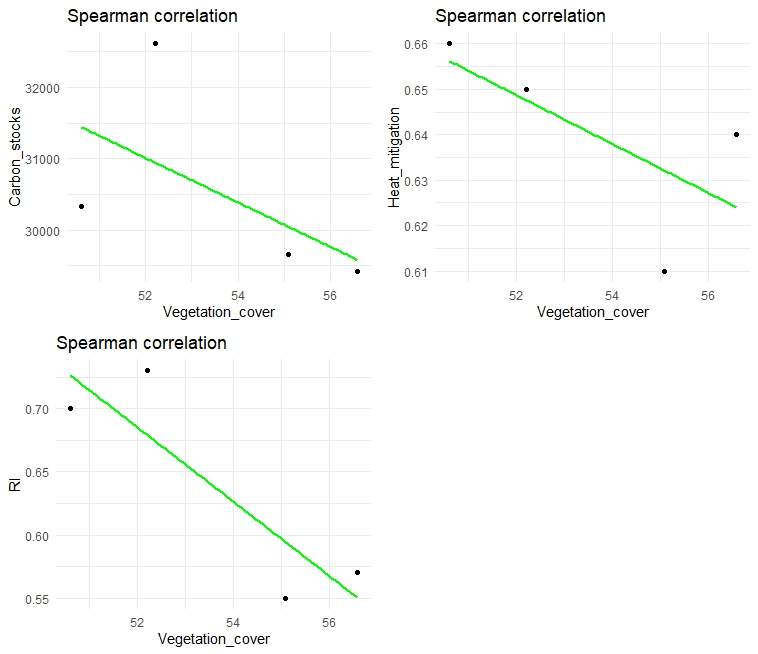 Spearman correlation
Carbon_stocks
32000
31000
30000
52
54
56
Vegetation_cover
Spearman correlation
Heat_mitigation
0.66
0.65
0.64
0.63
0.62
0.61
52
54
56
Vegetation_cover
Spearman correlation
RI
0.70
0.65
0.60
0.55
52
54
56
Vegetation_cover